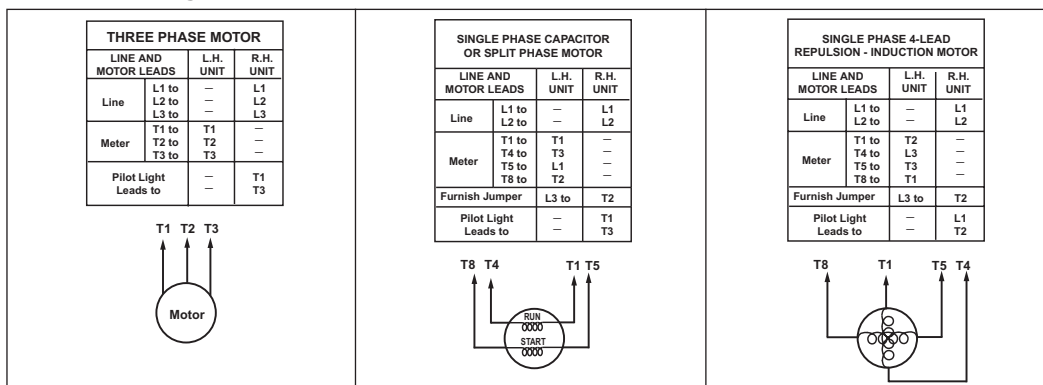 THREE PHASE MOTOR
LINE AND MOTOR LEADS L.H. UNIT R.H. UNIT
Line L1 to – L1
L2 to – L2
L3 to – L3
Meter T1 to T1 –
T2 to T2 –
T3 to T3 –
Pilot Light Leads to – T1
– T3
T1 T2 T3
Motor
SINGLE PHASE CAPACITOR
OR SPLIT PHASE MOTOR
LINE AND MOTOR LEADS L.H. UNIT R.H. UNIT
Line L1 to – L1
L2 to – L2
Meter T1 to T1 –
T4 to T3 –
T5 to L1 –
T8 to T2 –
Furnish Jumper L3 to T2
Pilot Light Leads to – T1
– T3
T8 T4 T1 T5
RUN
START
SINGLE PHASE 4-LEAD
REPULSION - INDUCTION MOTOR
LINE AND MOTOR LEADS L.H. UNIT R.H. UNIT
Line L1 to – L1
L2 to – L2
Meter T1 to T2 –
T4 to L3 –
T5 to T3 –
T8 to T1 –
Furnish Jumper L3 to T2
Pilot Light Leads to – L1
– T2
T8 T1 T5 T4